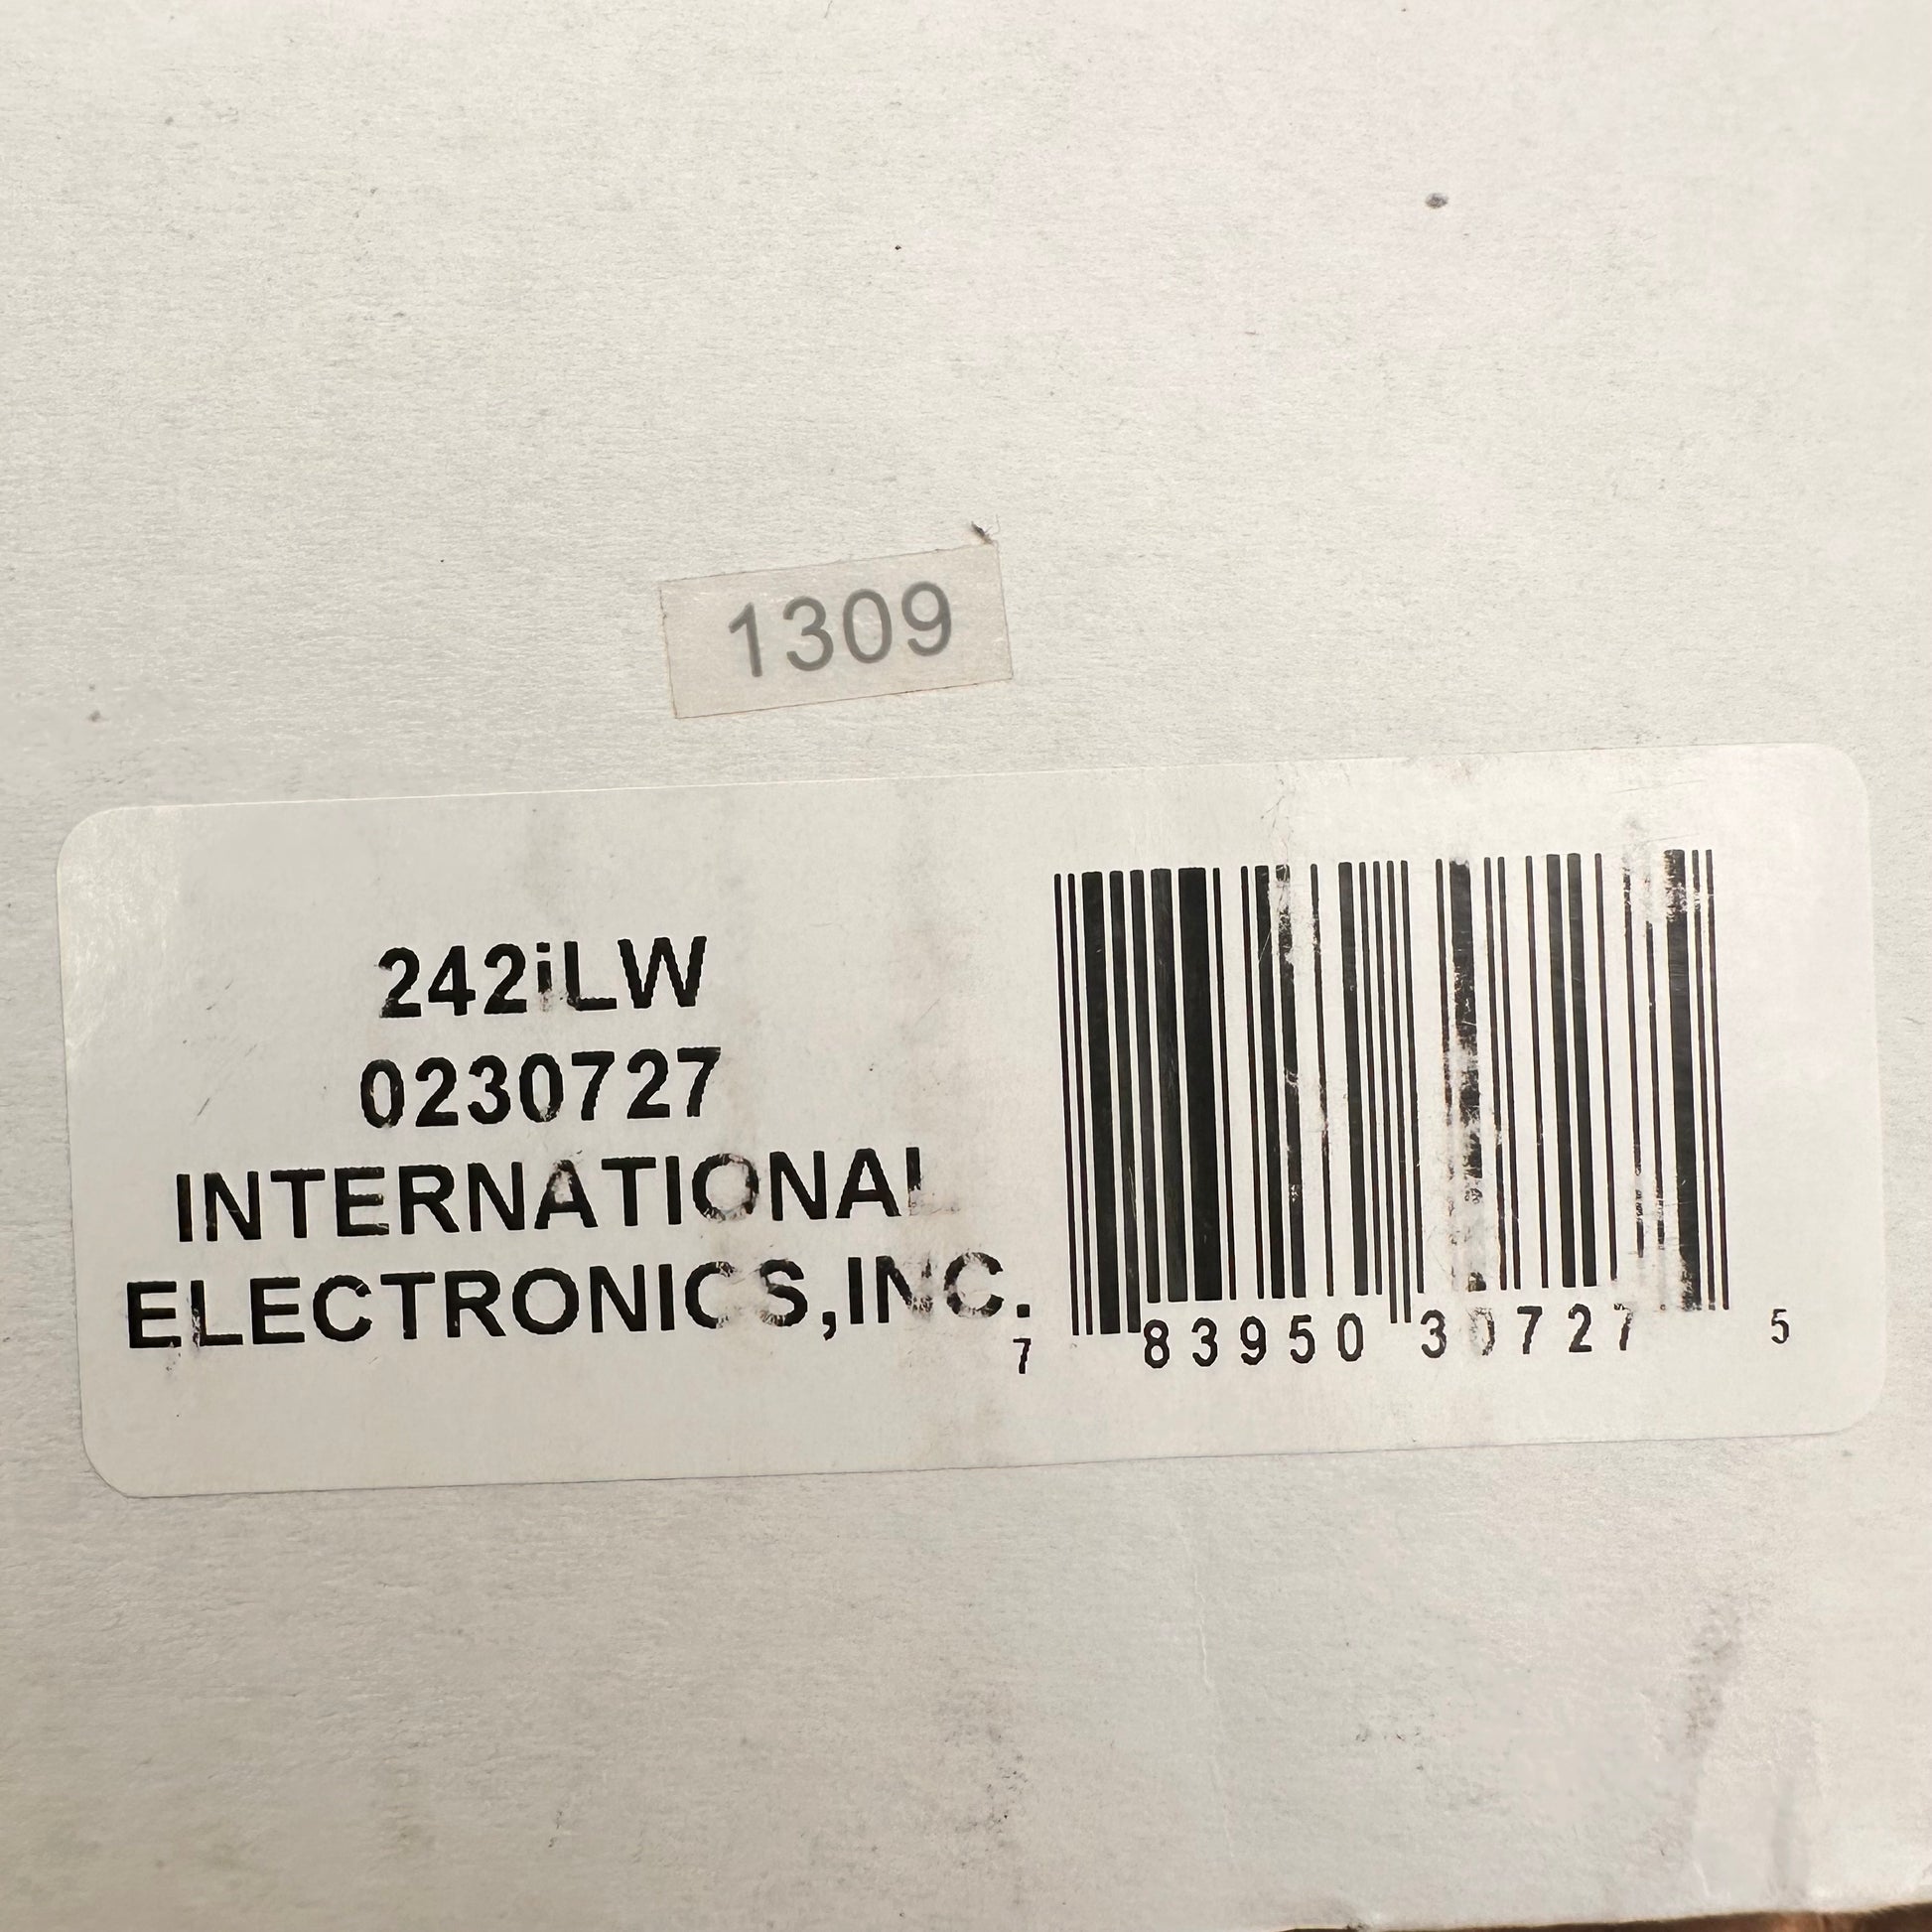 1309
242iLW
0230727
INTERNATIONAL
ELECTRONICS,INC.
7 83950 30727 5